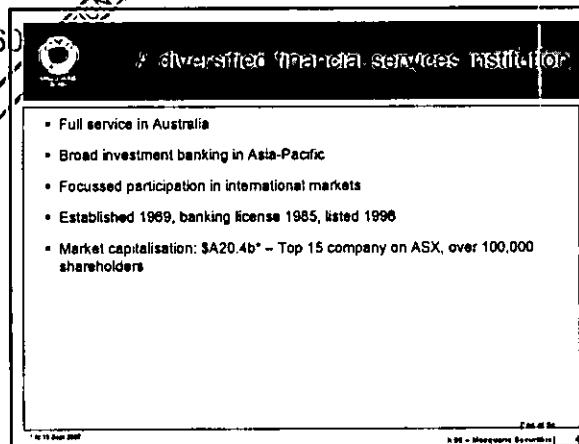 A diversified financial services institution
• Full service in Australia
• Broad investment banking in Asia-Pacific
• Focussed participation in international markets
• Established 1969, banking license 1985, listed 1996
• Market capitalisation: $A20.4b* – Top 15 company on ASX, over 100,000
shareholders